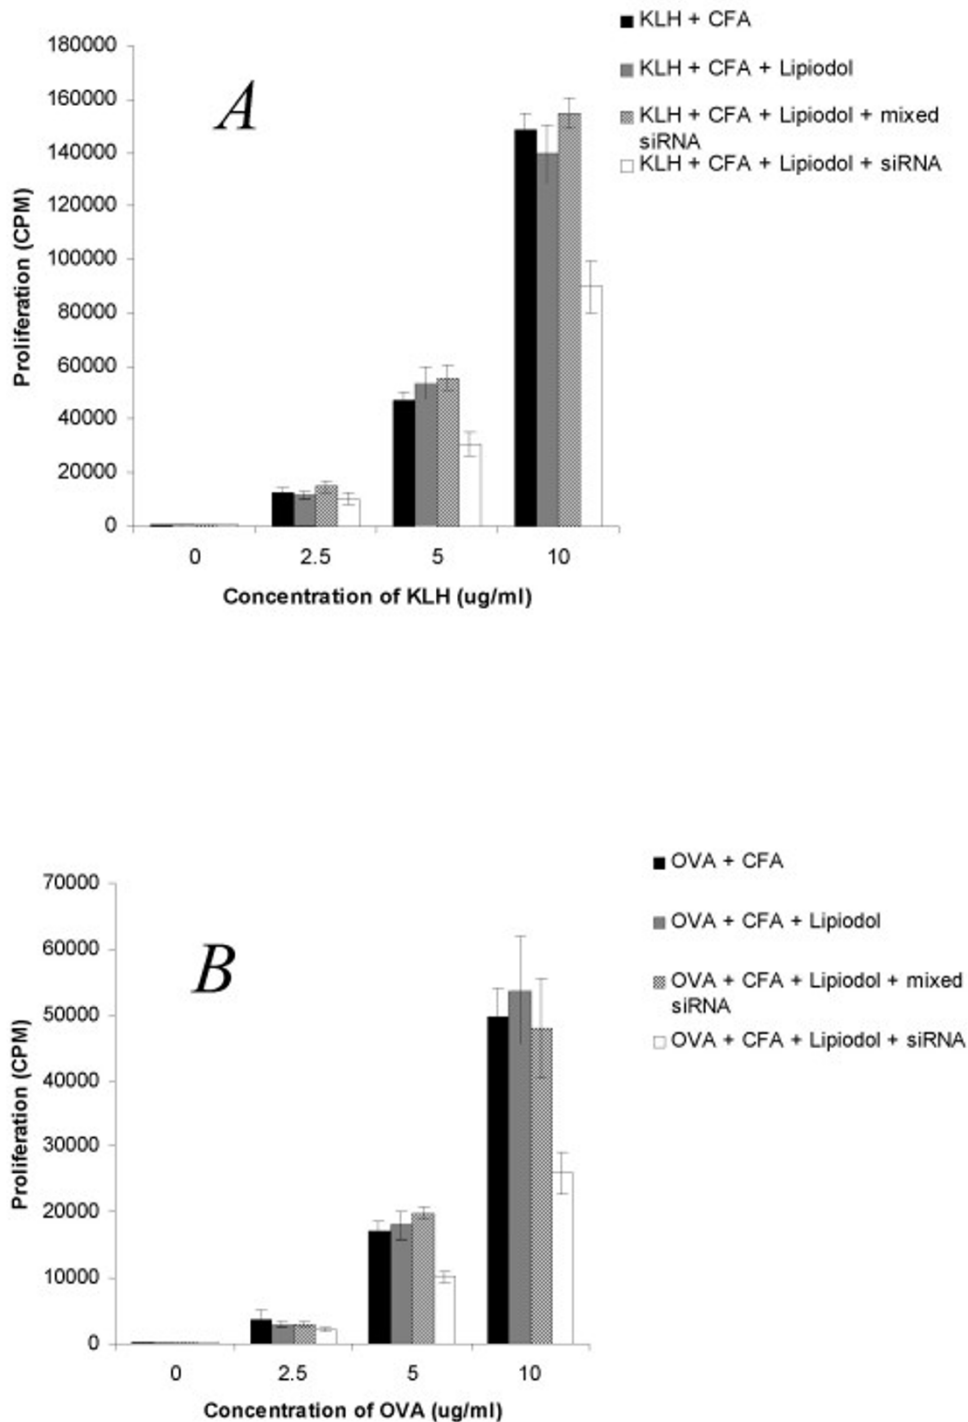 KLH + CFA
KLH + CFA + Lipiodol
KLH + CFA + Lipiodol + mixed
siRNA
KLH + CFA + Lipiodol + siRNA
A
180000
160000
140000
120000
100000
80000
60000
40000
20000
0
Proliferation (CPM)
0 2.5 5 10
Concentration of KLH (ug/ml)
OVA + CFA
OVA + CFA + Lipiodol
OVA + CFA + Lipiodol + mixed
siRNA
OVA + CFA + Lipiodol + siRNA
B
70000
60000
50000
40000
30000
20000
10000
0
Proliferation (CPM)
0 2.5 5 10
Concentration of OVA (ug/ml)